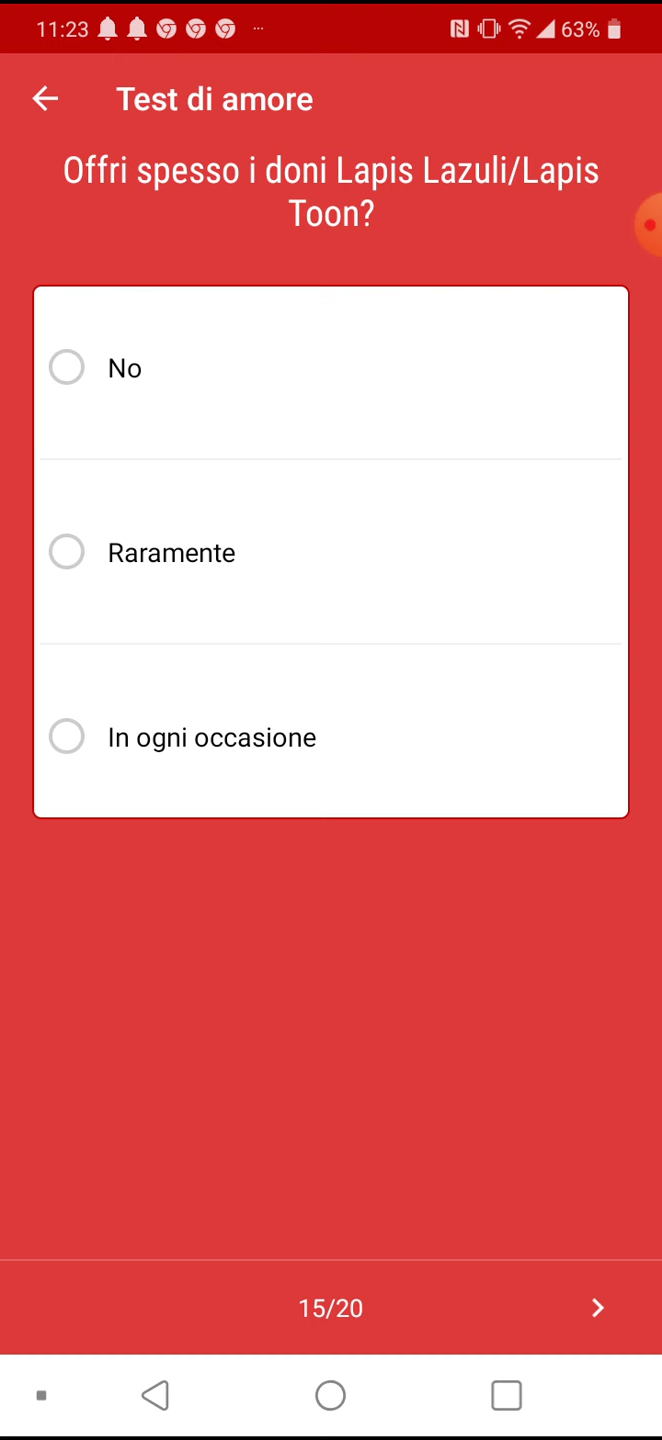 11:23 ... 63%
Test di amore
Offri spesso i doni Lapis Lazuli/Lapis
Toon?
No
Raramente
In ogni occasione
15/20